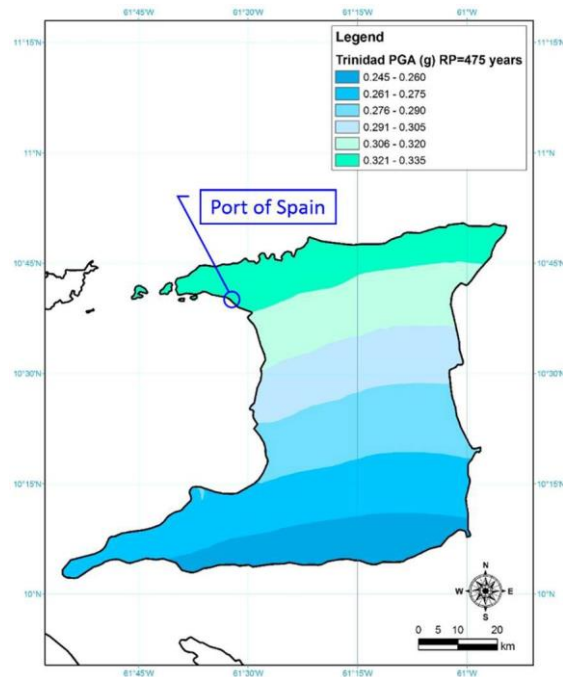 61°45'W
61°30'W
61°15'W
61°W
11°15'N
11°15'N
Legend
Trinidad PGA (g) RP=475 years
0.245 - 0.260
0.261 - 0.275
0.276 - 0.290
0.291 - 0.305
0.306 - 0.320
0.321 - 0.335
11°N
11°N
Port of Spain
10°45'N
10°45'N
10°30'N
10°30'N
10°15'N
10°15'N
10°N
10°N
N
W E
S
0 5 10 20
km
61°45'W
61°30'W
61°15'W
61°W